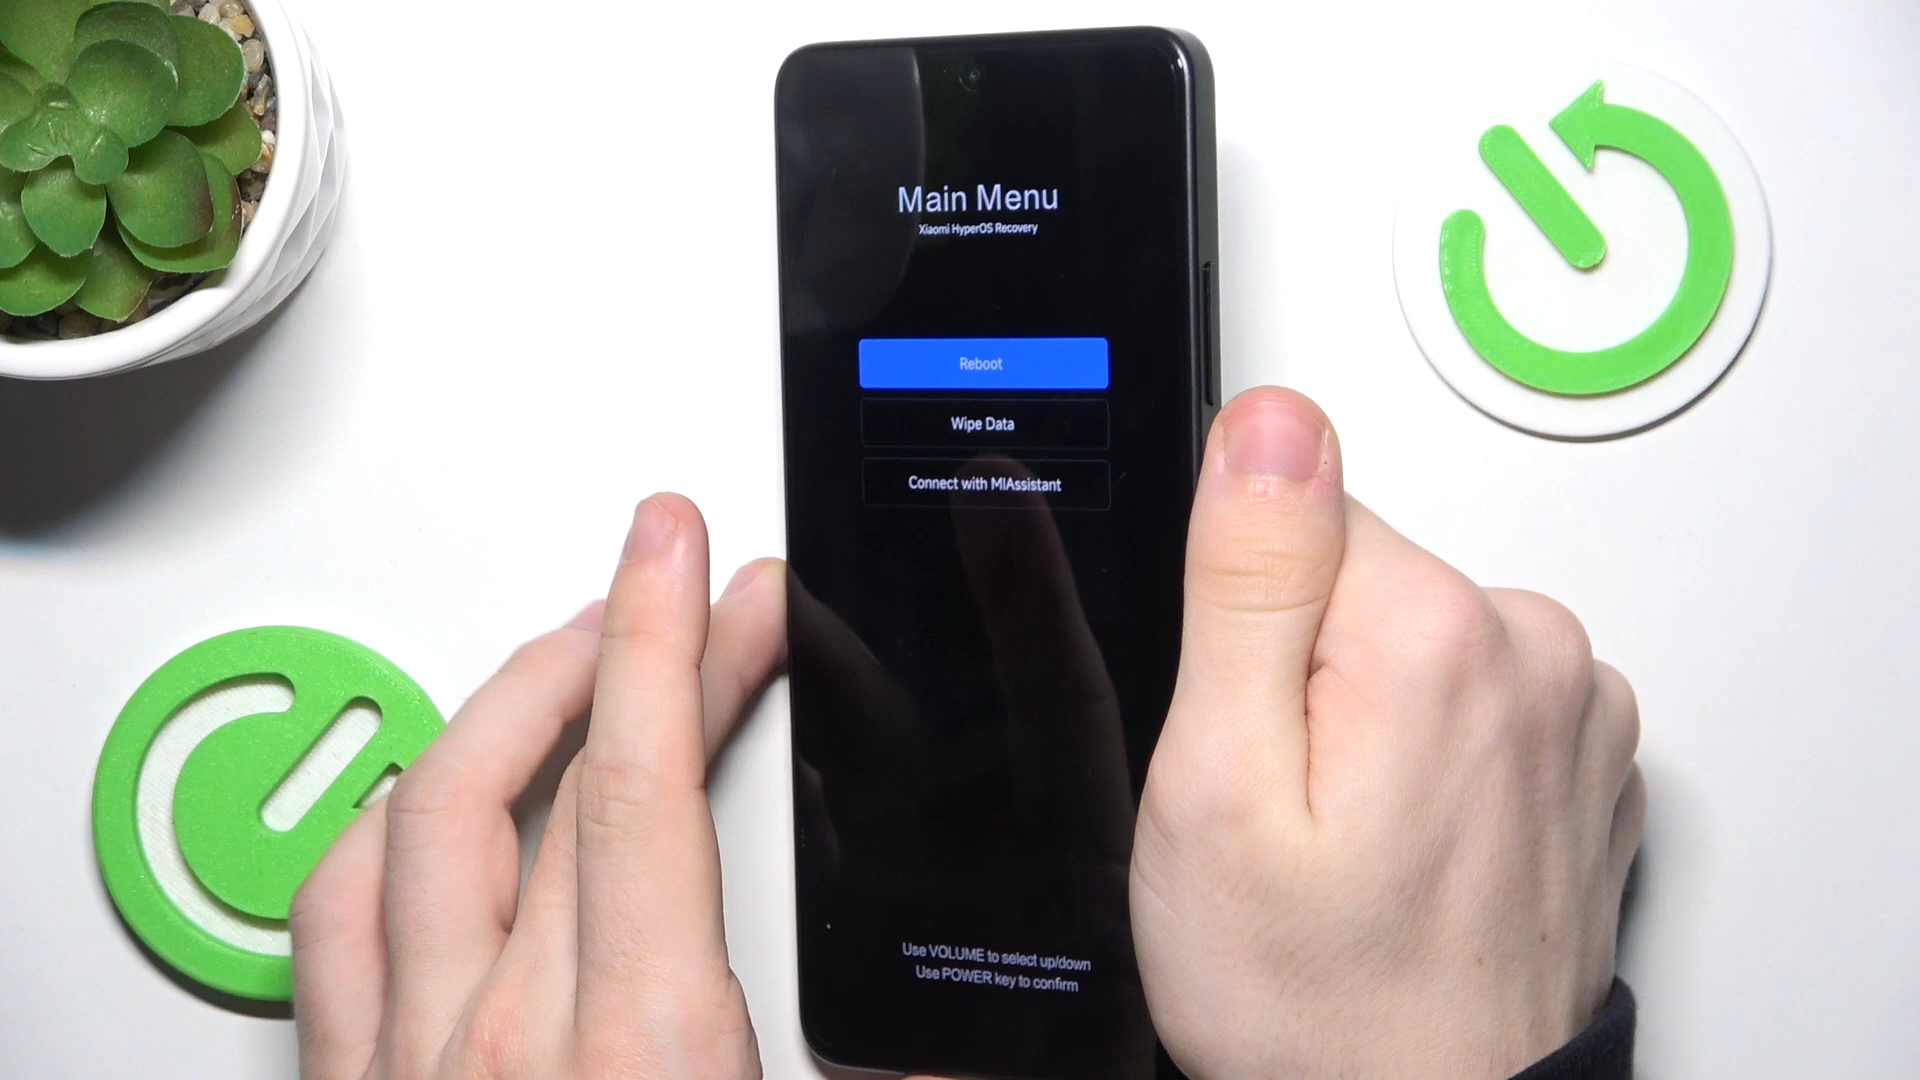 Main Menu
Xiaomi HyperOS Recovery
Reboot
Wipe Data
Connect with MIAssistant
Use VOLUME to select up/down
Use POWER key to confirm